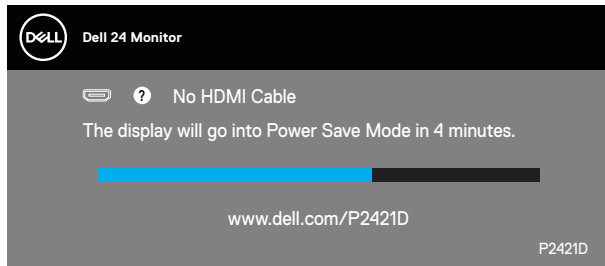 DELL
Dell 24 Monitor
? No HDMI Cable
The display will go into Power Save Mode in 4 minutes.
www.dell.com/P2421D
P2421D